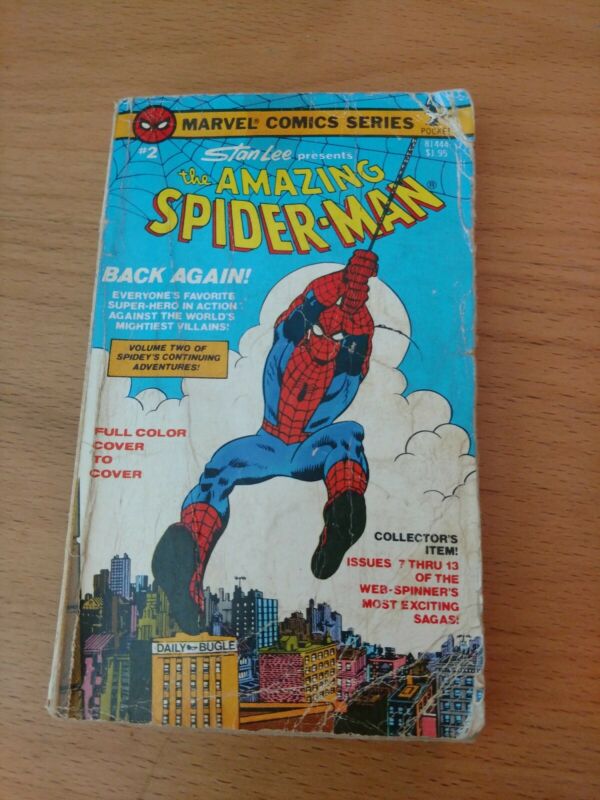 MARVEL® COMICS SERIES
POCKET
#2
81444
$1.95
Stan Lee presents
the AMAZING
SPIDER-MAN®
BACK AGAIN!
EVERYONE'S FAVORITE
SUPER-HERO IN ACTION
AGAINST THE WORLD'S
MIGHTIEST VILLAINS!
VOLUME TWO OF
SPIDEY'S CONTINUING
ADVENTURES!
FULL COLOR
COVER
TO
COVER
COLLECTOR'S
ITEM!
ISSUES 7 THRU 13
OF THE
WEB-SPINNER'S
MOST EXCITING
SAGAS!
DAILY BUGLE